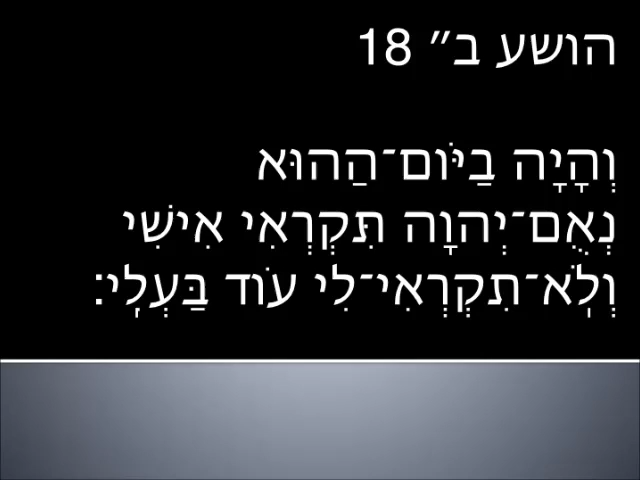 הושע ב״ 18
וְהָיָה בַיּוֹם־הַהוּא
נְאֻם־יְהוָה תִּקְרְאִי אִישִׁי
וְלֹא־תִקְרְאִי־לִי עוֹד בַּעְלִי׃